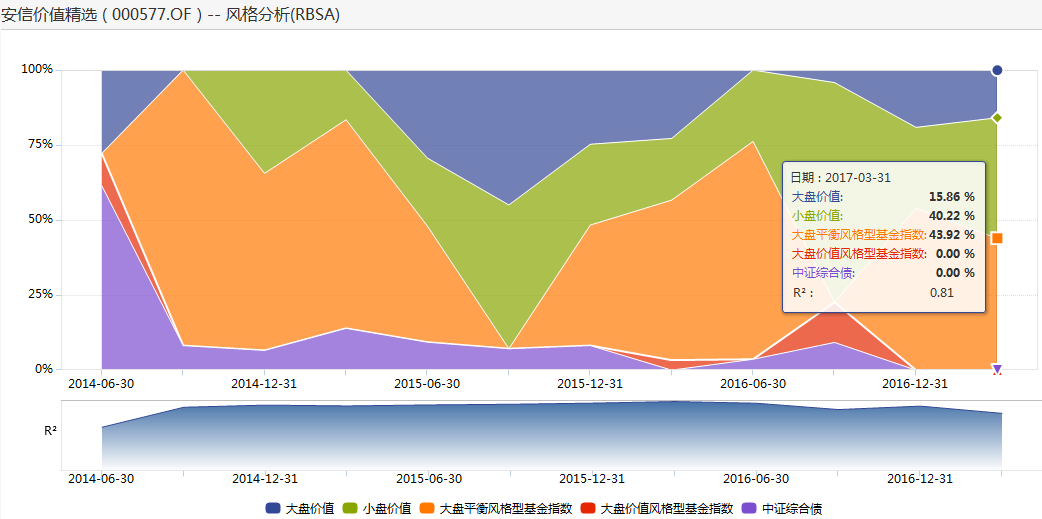 安信价值精选 ( 000577.OF ) -- 风格分析(RBSA)
100%
75%
50%
25%
0%
日期 : 2017-03-31
大盘价值: 15.86 %
小盘价值: 40.22 %
大盘平衡风格型基金指数: 43.92 %
大盘价值风格型基金指数: 0.00 %
中证综合债: 0.00 %
R² : 0.81
2014-06-30 2014-12-31 2015-06-30 2015-12-31 2016-06-30 2016-12-31
R²
2014-06-30 2014-12-31 2015-06-30 2015-12-31 2016-06-30 2016-12-31
大盘价值 小盘价值 大盘平衡风格型基金指数 大盘价值风格型基金指数 中证综合债